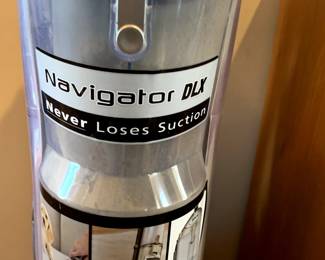 Navigator DLX
Never Loses Suction